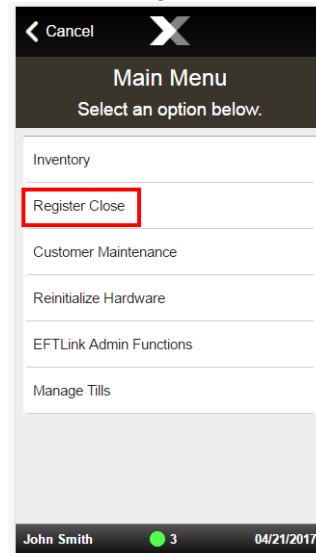 Cancel
Main Menu
Select an option below.
Inventory
Register Close
Customer Maintenance
Reinitialize Hardware
EFTLink Admin Functions
Manage Tills
John Smith 3 04/21/2017